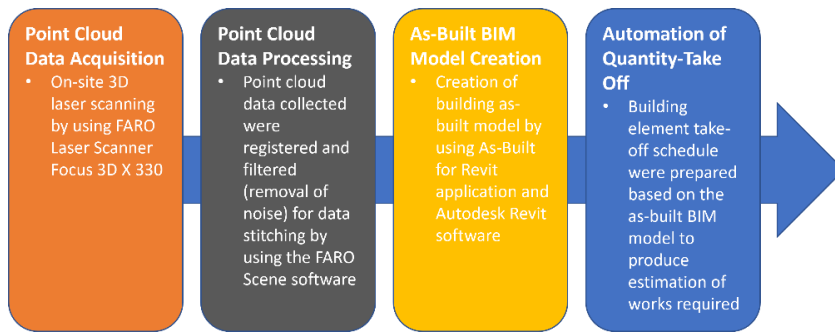 Point Cloud
Data Acquisition
• On-site 3D
laser scanning
by using FARO
Laser Scanner
Focus 3D X 330
Point Cloud
Data Processing
• Point cloud
data collected
were
registered and
filtered
(removal of
noise) for data
stitching by
using the FARO
Scene software
As-Built BIM
Model Creation
• Creation of
building as-
built model by
using As-Built
for Revit
application and
Autodesk Revit
software
Automation of
Quantity-Take
Off
• Building
element take-
off schedule
were prepared
based on the
as-built BIM
model to
produce
estimation of
works required